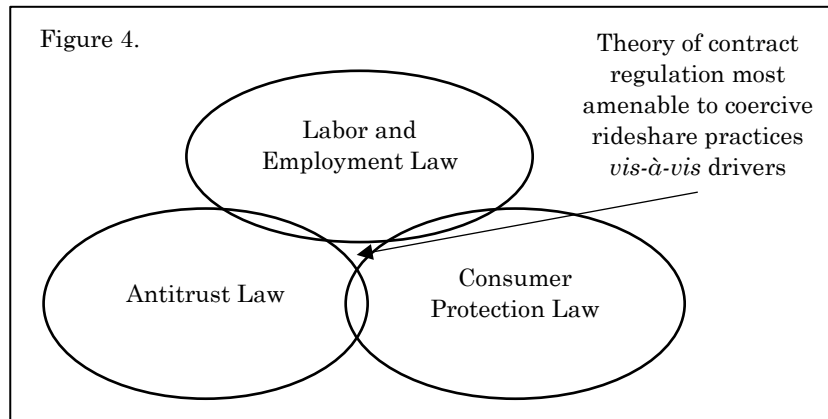 Figure 4.
Theory of contract
regulation most
amenable to coercive
rideshare practices
vis-à-vis drivers
Labor and
Employment Law
Antitrust Law
Consumer
Protection Law